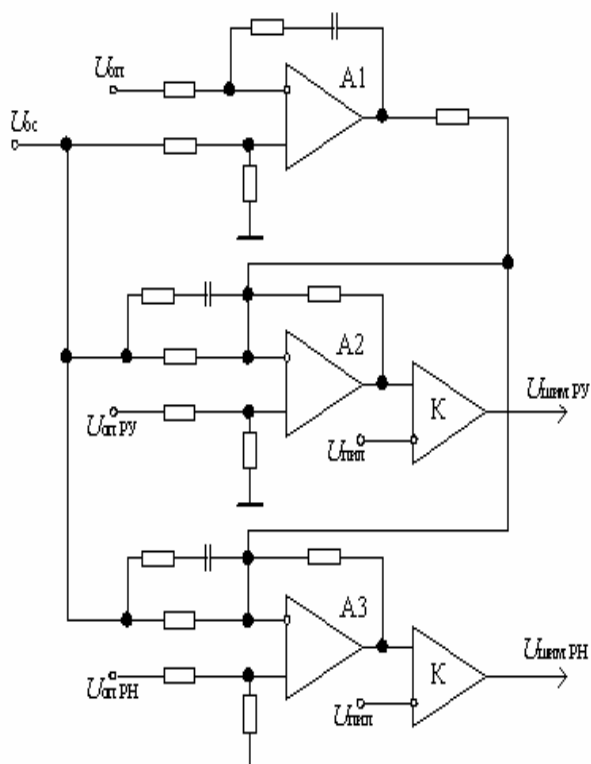 Uоп
A1
Uос
A2
Uоп РУ
K
Uпил
Uшим РУ
A3
Uоп РН
K
Uпил
Uшим РН